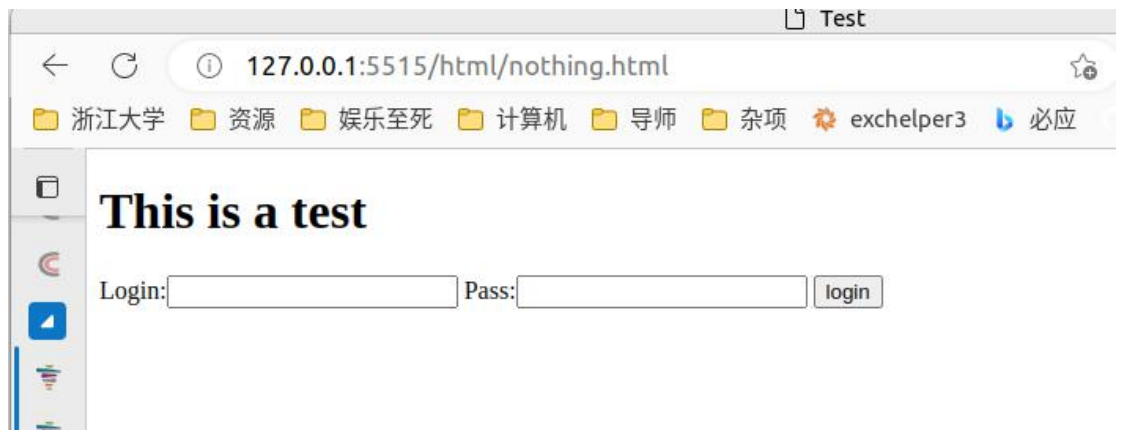 Test
127.0.0.1:5515/html/nothing.html
浙江大学 资源 娱乐至死 计算机 导师 杂项 exchelper3 必应
This is a test
Login: Pass: login